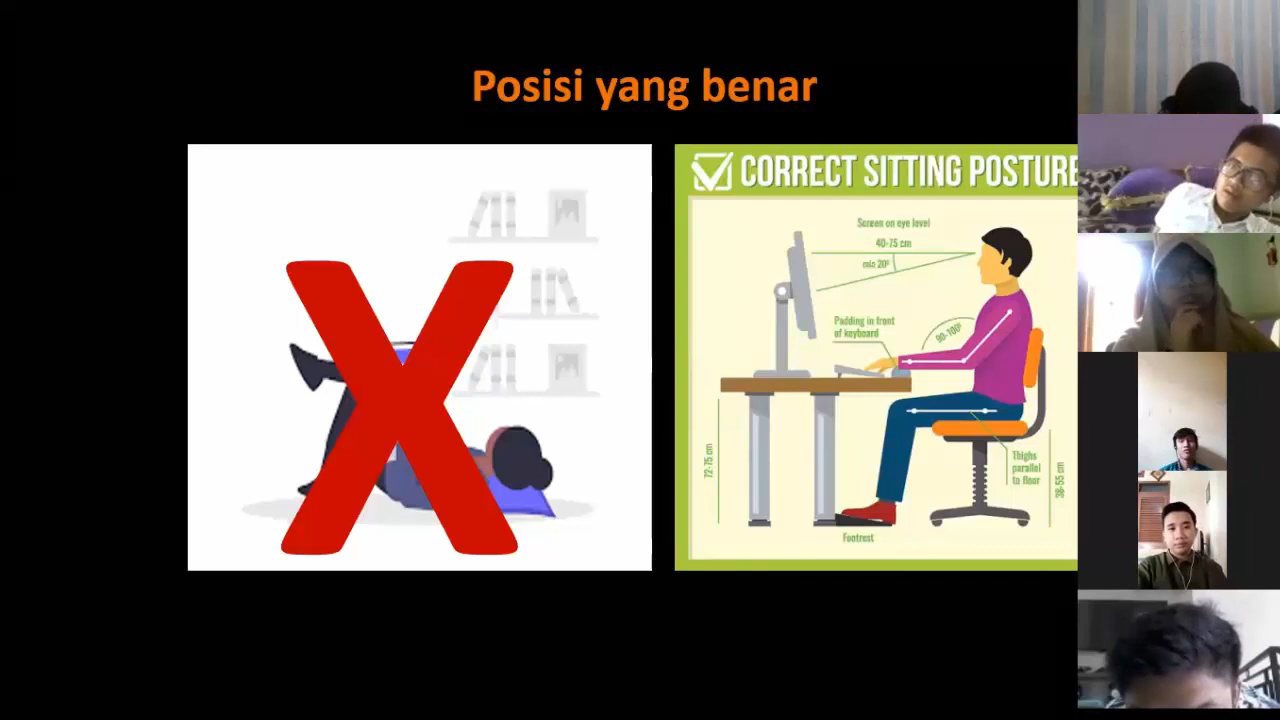 Posisi yang benar
CORRECT SITTING POSTURE
Screen on eye level
40-75 cm
min 20º
Padding in front
of keyboard
90-100º
72-75 cm
Thighs
parallel
to floor
38-55 cm
Footrest